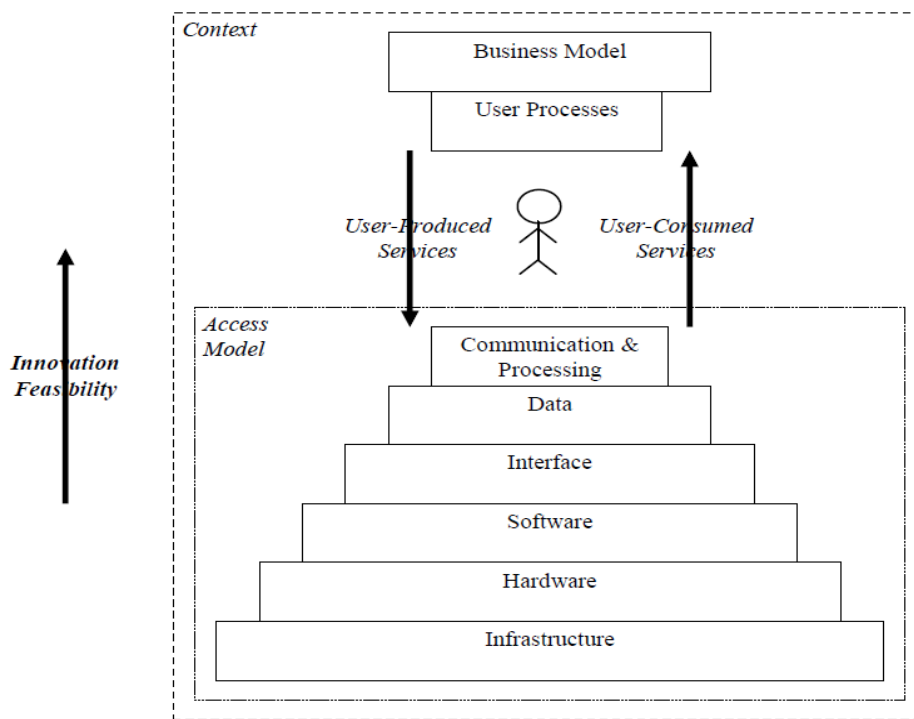 Context
Business Model
User Processes
User-Produced
Services
User-Consumed
Services
Innovation
Feasibility
Access
Model
Communication &
Processing
Data
Interface
Software
Hardware
Infrastructure